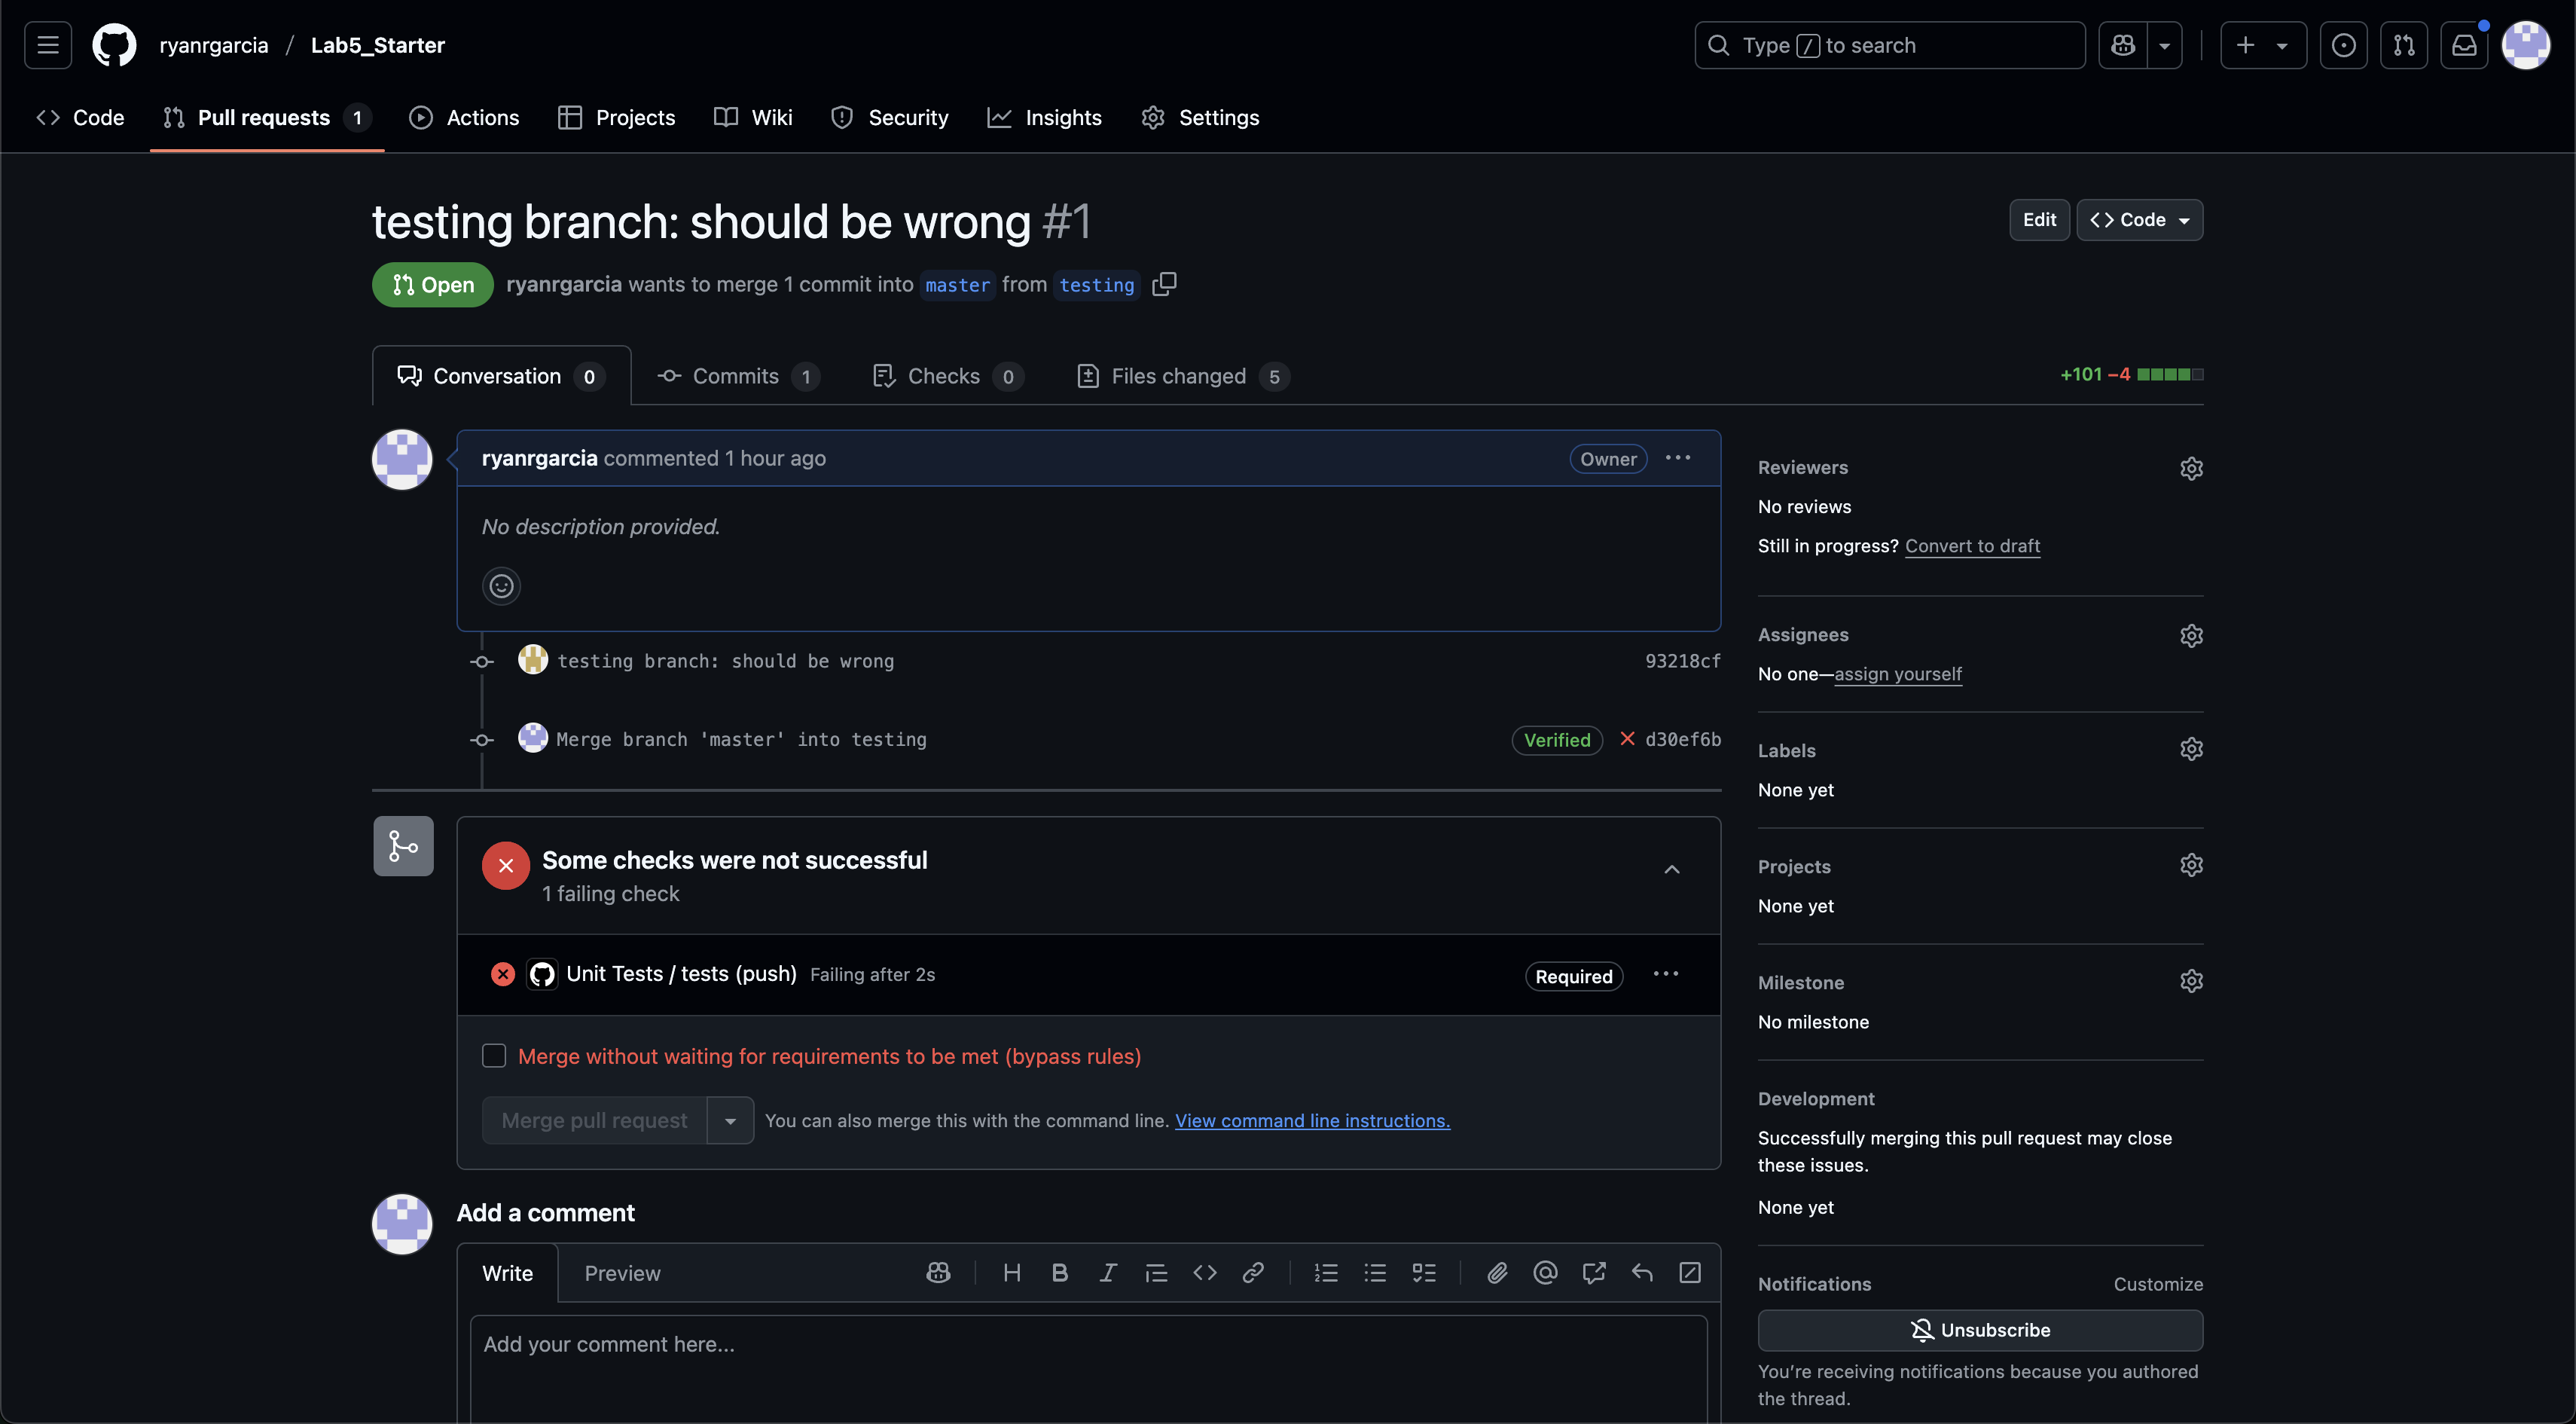 ryanrgarcia / Lab5_Starter
Type / to search
Code
Pull requests 1
Actions
Projects
Wiki
Security
Insights
Settings
testing branch: should be wrong #1
Edit
Code
Open
ryanrgarcia wants to merge 1 commit into master from testing
Conversation 0
Commits 1
Checks 0
Files changed 5
+101 −4
ryanrgarcia commented 1 hour ago
Owner
No description provided.
testing branch: should be wrong
93218cf
Merge branch 'master' into testing
Verified
d30ef6b
Some checks were not successful
1 failing check
Unit Tests / tests (push) Failing after 2s
Required
Merge without waiting for requirements to be met (bypass rules)
Merge pull request
You can also merge this with the command line. View command line instructions.
Add a comment
Write
Preview
Add your comment here...
Reviewers
No reviews
Still in progress? Convert to draft
Assignees
No one—assign yourself
Labels
None yet
Projects
None yet
Milestone
No milestone
Development
Successfully merging this pull request may close
these issues.
None yet
Notifications
Customize
Unsubscribe
You’re receiving notifications because you authored
the thread.